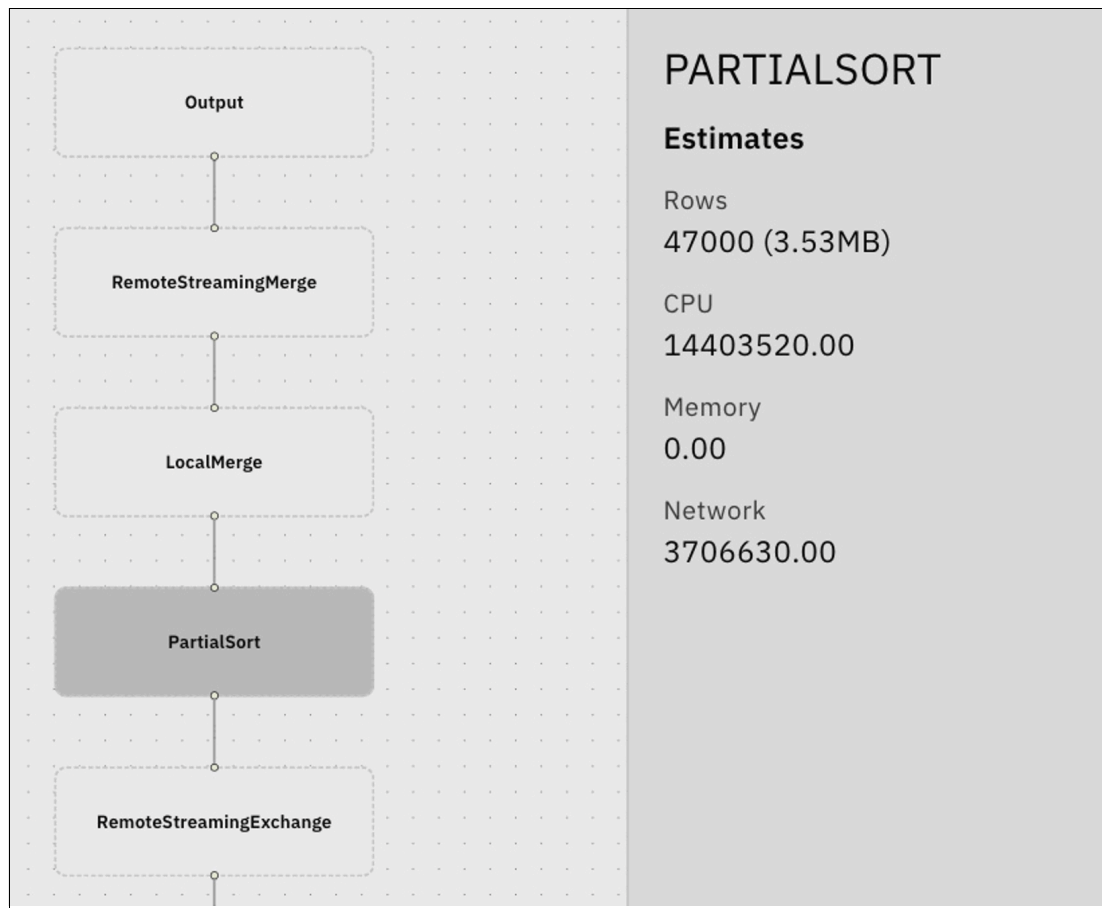 Output
RemoteStreamingMerge
LocalMerge
PartialSort
RemoteStreamingExchange
PARTIALSORT
Estimates
Rows
47000 (3.53MB)
CPU
14403520.00
Memory
0.00
Network
3706630.00